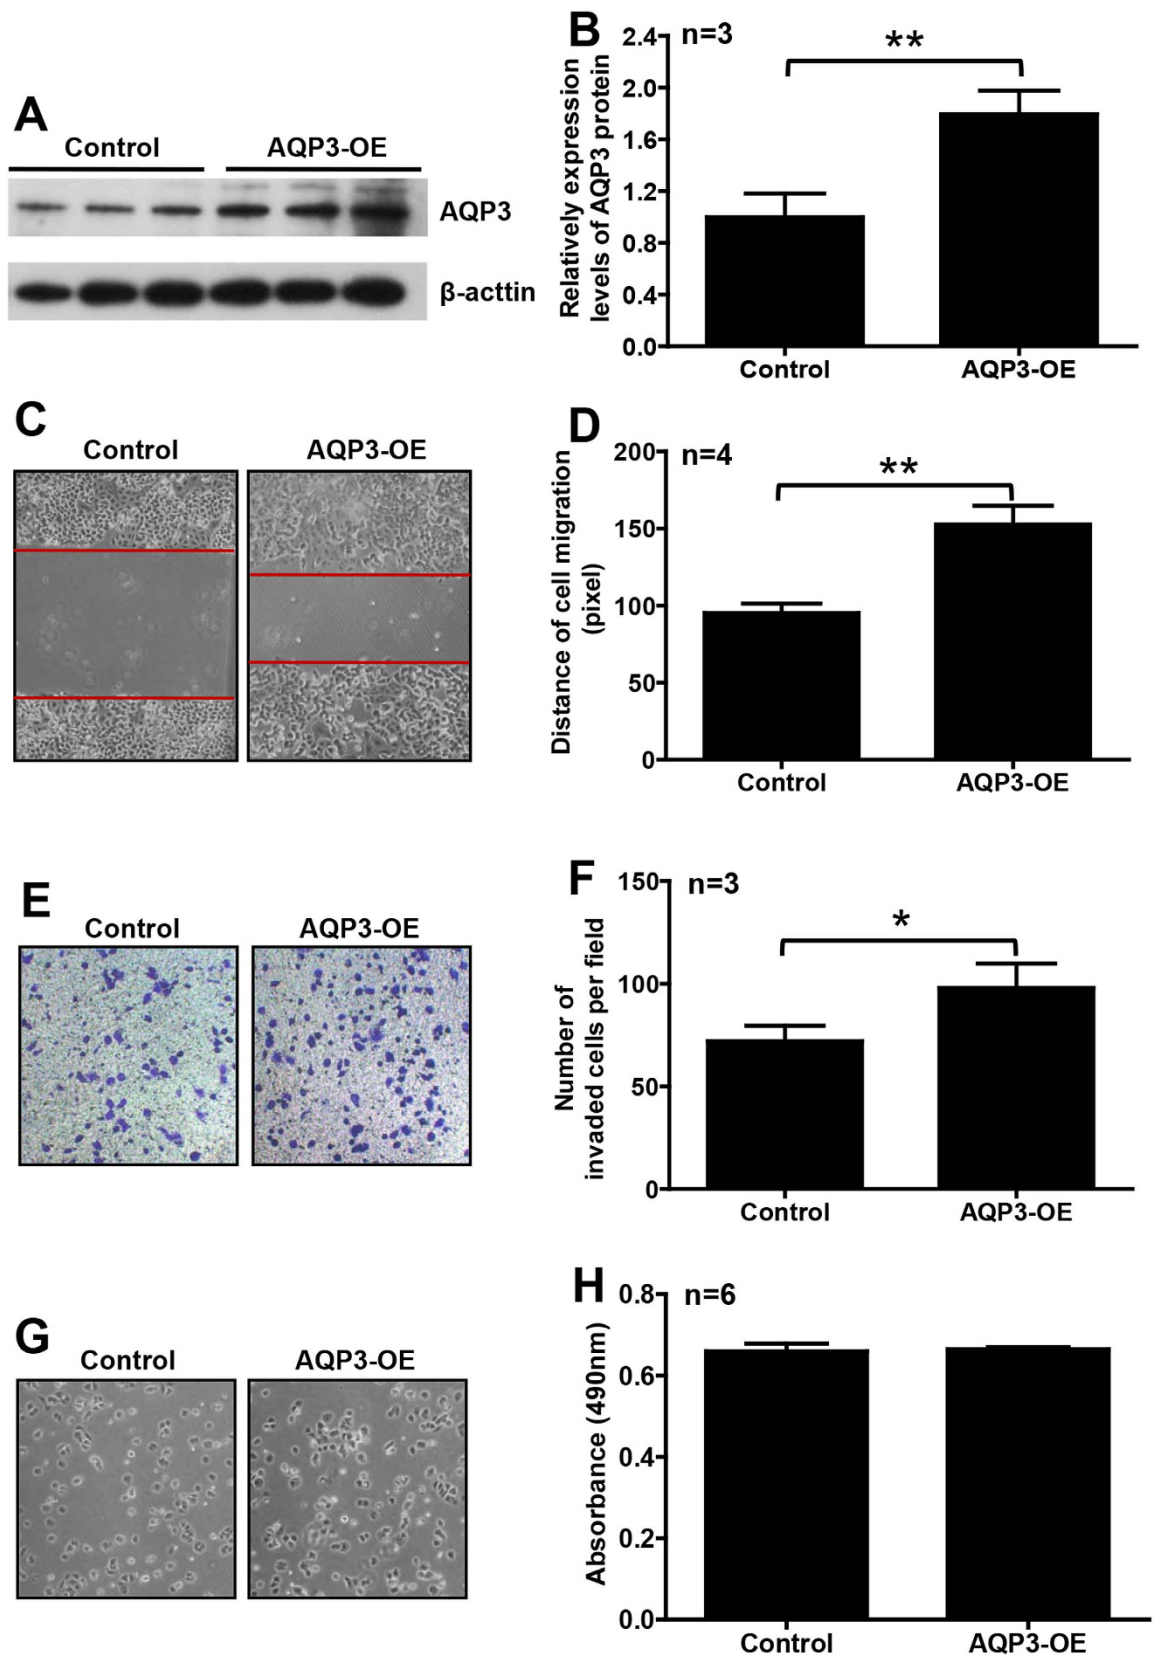 A
Control AQP3-OE
AQP3
β-acttin
B
n=3
**
Relatively expression
levels of AQP3 protein
2.4
2.0
1.6
1.2
0.8
0.4
0.0
Control AQP3-OE
C
Control AQP3-OE
D
n=4
**
Distance of cell migration
(pixel)
200
150
100
50
0
Control AQP3-OE
E
Control AQP3-OE
F
n=3
*
Number of
invaded cells per field
150
100
50
0
Control AQP3-OE
G
Control AQP3-OE
H
n=6
Absorbance (490nm)
0.8
0.6
0.4
0.2
0.0
Control AQP3-OE